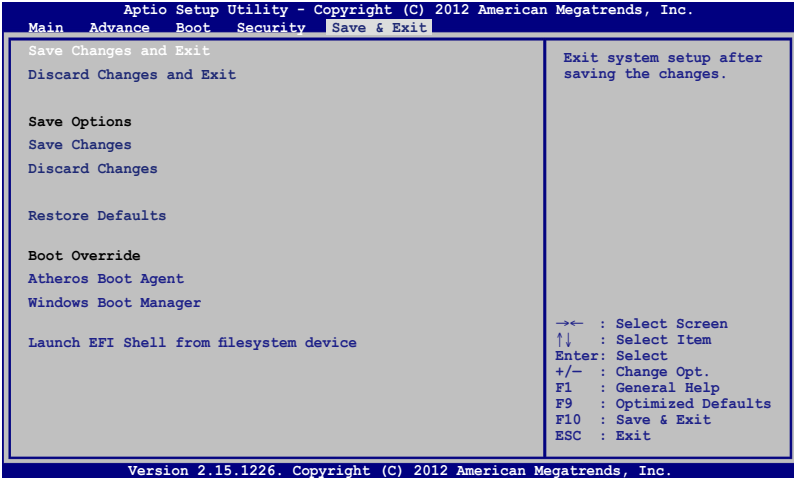 Aptio Setup Utility - Copyright (C) 2012 American Megatrends, Inc.
Main Advance Boot Security Save & Exit
Save Changes and Exit
Discard Changes and Exit
Save Options
Save Changes
Discard Changes
Restore Defaults
Boot Override
Atheros Boot Agent
Windows Boot Manager
Launch EFI Shell from filesystem device
Exit system setup after
saving the changes.
→← : Select Screen
↑↓ : Select Item
Enter: Select
+/— : Change Opt.
F1 : General Help
F9 : Optimized Defaults
F10 : Save & Exit
ESC : Exit
Version 2.15.1226. Copyright (C) 2012 American Megatrends, Inc.